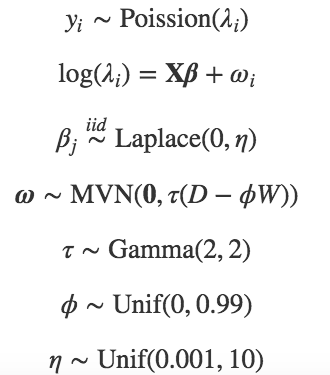 yᵢ ~ Poission(λᵢ)
log(λᵢ) = 𝐗𝜷 + ωᵢ
βⱼ iid ~ Laplace(0, η)
𝝎 ~ MVN(𝟎, τ(D − ϕW))
τ ~ Gamma(2, 2)
ϕ ~ Unif(0, 0.99)
η ~ Unif(0.001, 10)